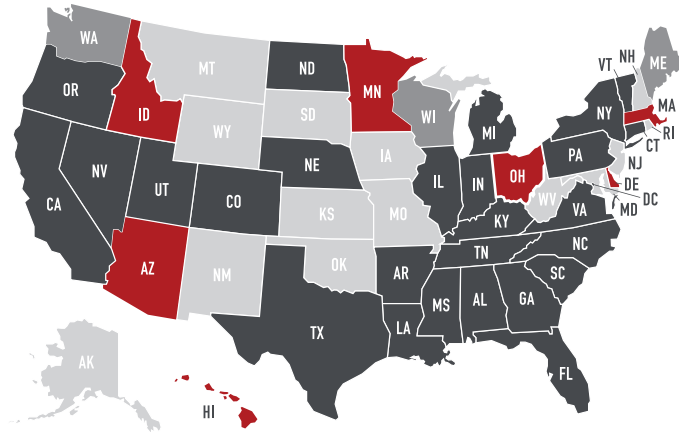 WA
MT
ND
MN
VT
NH
ME
OR
ID
SD
WI
NY
MA
WY
MI
RI
CT
IA
NE
PA
NJ
NV
UT
IL
IN
OH
DE
DC
CA
CO
WV
MD
KS
MO
VA
KY
AZ
NM
OK
TN
NC
AR
SC
MS
AL
GA
TX
LA
AK
FL
HI